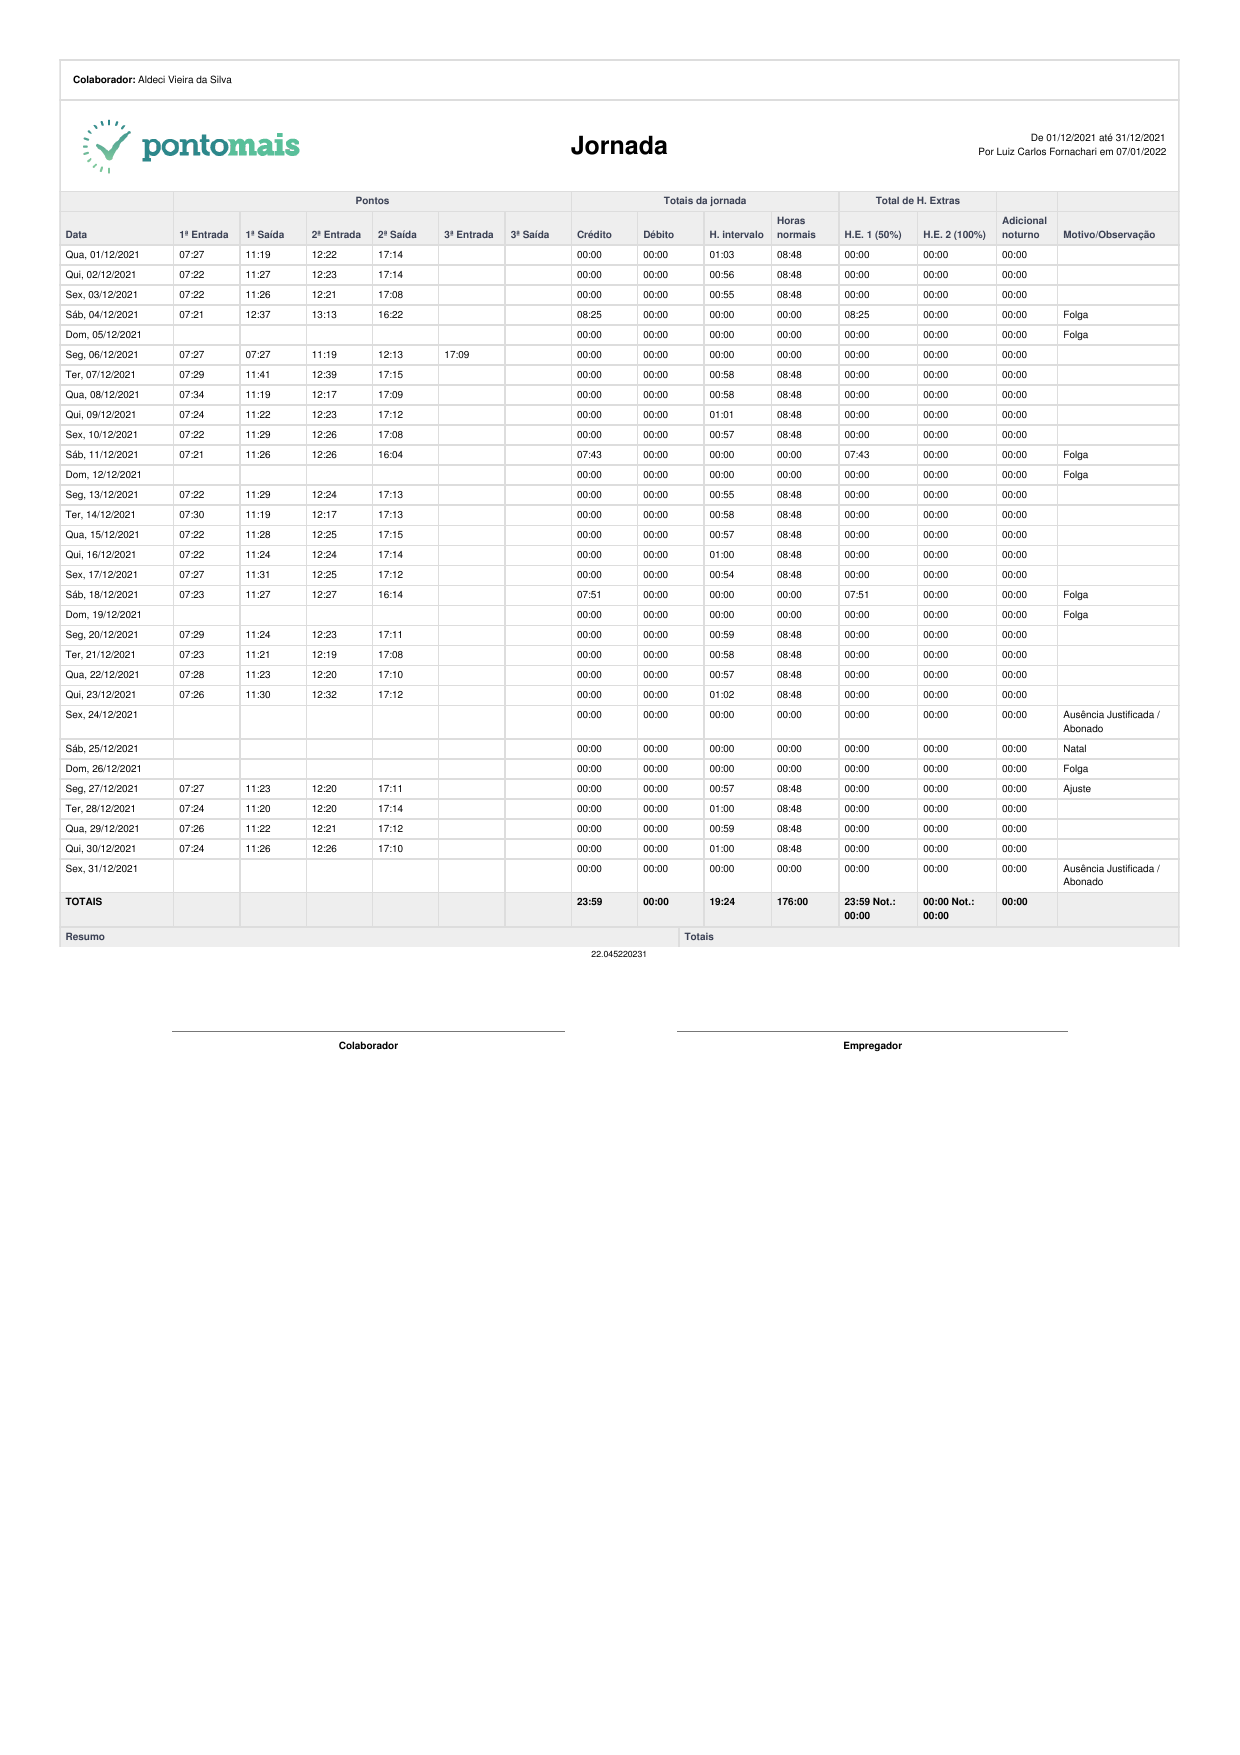 Colaborador: Aldeci Vieira da Silva
pontomais
Jornada
De 01/12/2021 até 31/12/2021
Por Luiz Carlos Fornachari em 07/01/2022
Pontos Totais da jornada Total de H. Extras
Data 1ª Entrada 1ª Saída 2ª Entrada 2ª Saída 3ª Entrada 3ª Saída Crédito Débito H. intervalo Horas normais H.E. 1 (50%) H.E. 2 (100%) Adicional noturno Motivo/Observação
Qua, 01/12/2021 07:27 11:19 12:22 17:14 00:00 00:00 01:03 08:48 00:00 00:00 00:00
Qui, 02/12/2021 07:22 11:27 12:23 17:14 00:00 00:00 00:56 08:48 00:00 00:00 00:00
Sex, 03/12/2021 07:22 11:26 12:21 17:08 00:00 00:00 00:55 08:48 00:00 00:00 00:00
Sáb, 04/12/2021 07:21 12:37 13:13 16:22 08:25 00:00 00:00 00:00 08:25 00:00 00:00 Folga
Dom, 05/12/2021 00:00 00:00 00:00 00:00 00:00 00:00 00:00 Folga
Seg, 06/12/2021 07:27 07:27 11:19 12:13 17:09 00:00 00:00 00:00 00:00 00:00 00:00 00:00
Ter, 07/12/2021 07:29 11:41 12:39 17:15 00:00 00:00 00:58 08:48 00:00 00:00 00:00
Qua, 08/12/2021 07:34 11:19 12:17 17:09 00:00 00:00 00:58 08:48 00:00 00:00 00:00
Qui, 09/12/2021 07:24 11:22 12:23 17:12 00:00 00:00 01:01 08:48 00:00 00:00 00:00
Sex, 10/12/2021 07:22 11:29 12:26 17:08 00:00 00:00 00:57 08:48 00:00 00:00 00:00
Sáb, 11/12/2021 07:21 11:26 12:26 16:04 07:43 00:00 00:00 00:00 07:43 00:00 00:00 Folga
Dom, 12/12/2021 00:00 00:00 00:00 00:00 00:00 00:00 00:00 Folga
Seg, 13/12/2021 07:22 11:29 12:24 17:13 00:00 00:00 00:55 08:48 00:00 00:00 00:00
Ter, 14/12/2021 07:30 11:19 12:17 17:13 00:00 00:00 00:58 08:48 00:00 00:00 00:00
Qua, 15/12/2021 07:22 11:28 12:25 17:15 00:00 00:00 00:57 08:48 00:00 00:00 00:00
Qui, 16/12/2021 07:22 11:24 12:24 17:14 00:00 00:00 01:00 08:48 00:00 00:00 00:00
Sex, 17/12/2021 07:27 11:31 12:25 17:12 00:00 00:00 00:54 08:48 00:00 00:00 00:00
Sáb, 18/12/2021 07:23 11:27 12:27 16:14 07:51 00:00 00:00 00:00 07:51 00:00 00:00 Folga
Dom, 19/12/2021 00:00 00:00 00:00 00:00 00:00 00:00 00:00 Folga
Seg, 20/12/2021 07:29 11:24 12:23 17:11 00:00 00:00 00:59 08:48 00:00 00:00 00:00
Ter, 21/12/2021 07:23 11:21 12:19 17:08 00:00 00:00 00:58 08:48 00:00 00:00 00:00
Qua, 22/12/2021 07:28 11:23 12:20 17:10 00:00 00:00 00:57 08:48 00:00 00:00 00:00
Qui, 23/12/2021 07:26 11:30 12:32 17:12 00:00 00:00 01:02 08:48 00:00 00:00 00:00
Sex, 24/12/2021 00:00 00:00 00:00 00:00 00:00 00:00 00:00 Ausência Justificada /
Abonado
Sáb, 25/12/2021 00:00 00:00 00:00 00:00 00:00 00:00 00:00 Natal
Dom, 26/12/2021 00:00 00:00 00:00 00:00 00:00 00:00 00:00 Folga
Seg, 27/12/2021 07:27 11:23 12:20 17:11 00:00 00:00 00:57 08:48 00:00 00:00 00:00 Ajuste
Ter, 28/12/2021 07:24 11:20 12:20 17:14 00:00 00:00 01:00 08:48 00:00 00:00 00:00
Qua, 29/12/2021 07:26 11:22 12:21 17:12 00:00 00:00 00:59 08:48 00:00 00:00 00:00
Qui, 30/12/2021 07:24 11:26 12:26 17:10 00:00 00:00 01:00 08:48 00:00 00:00 00:00
Sex, 31/12/2021 00:00 00:00 00:00 00:00 00:00 00:00 00:00 Ausência Justificada /
Abonado
TOTAIS 23:59 00:00 19:24 176:00 23:59 Not.: 00:00 Not.: 00:00
00:00 00:00
Resumo Totais
22.045220231
Colaborador Empregador